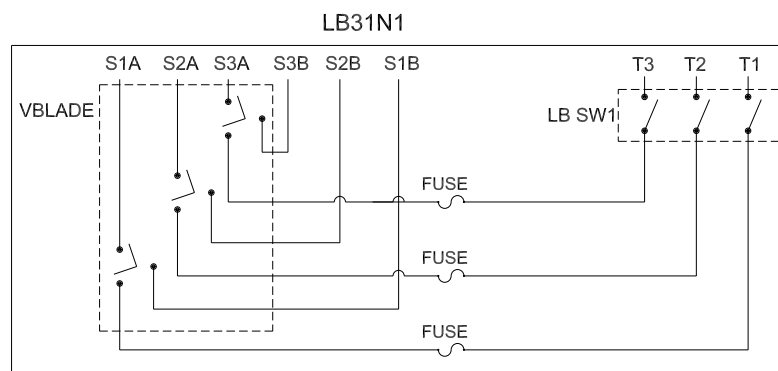 LB31N1
S1A S2A S3A S3B S2B S1B T3 T2 T1
VBLADE LB SW1
FUSE
FUSE
FUSE